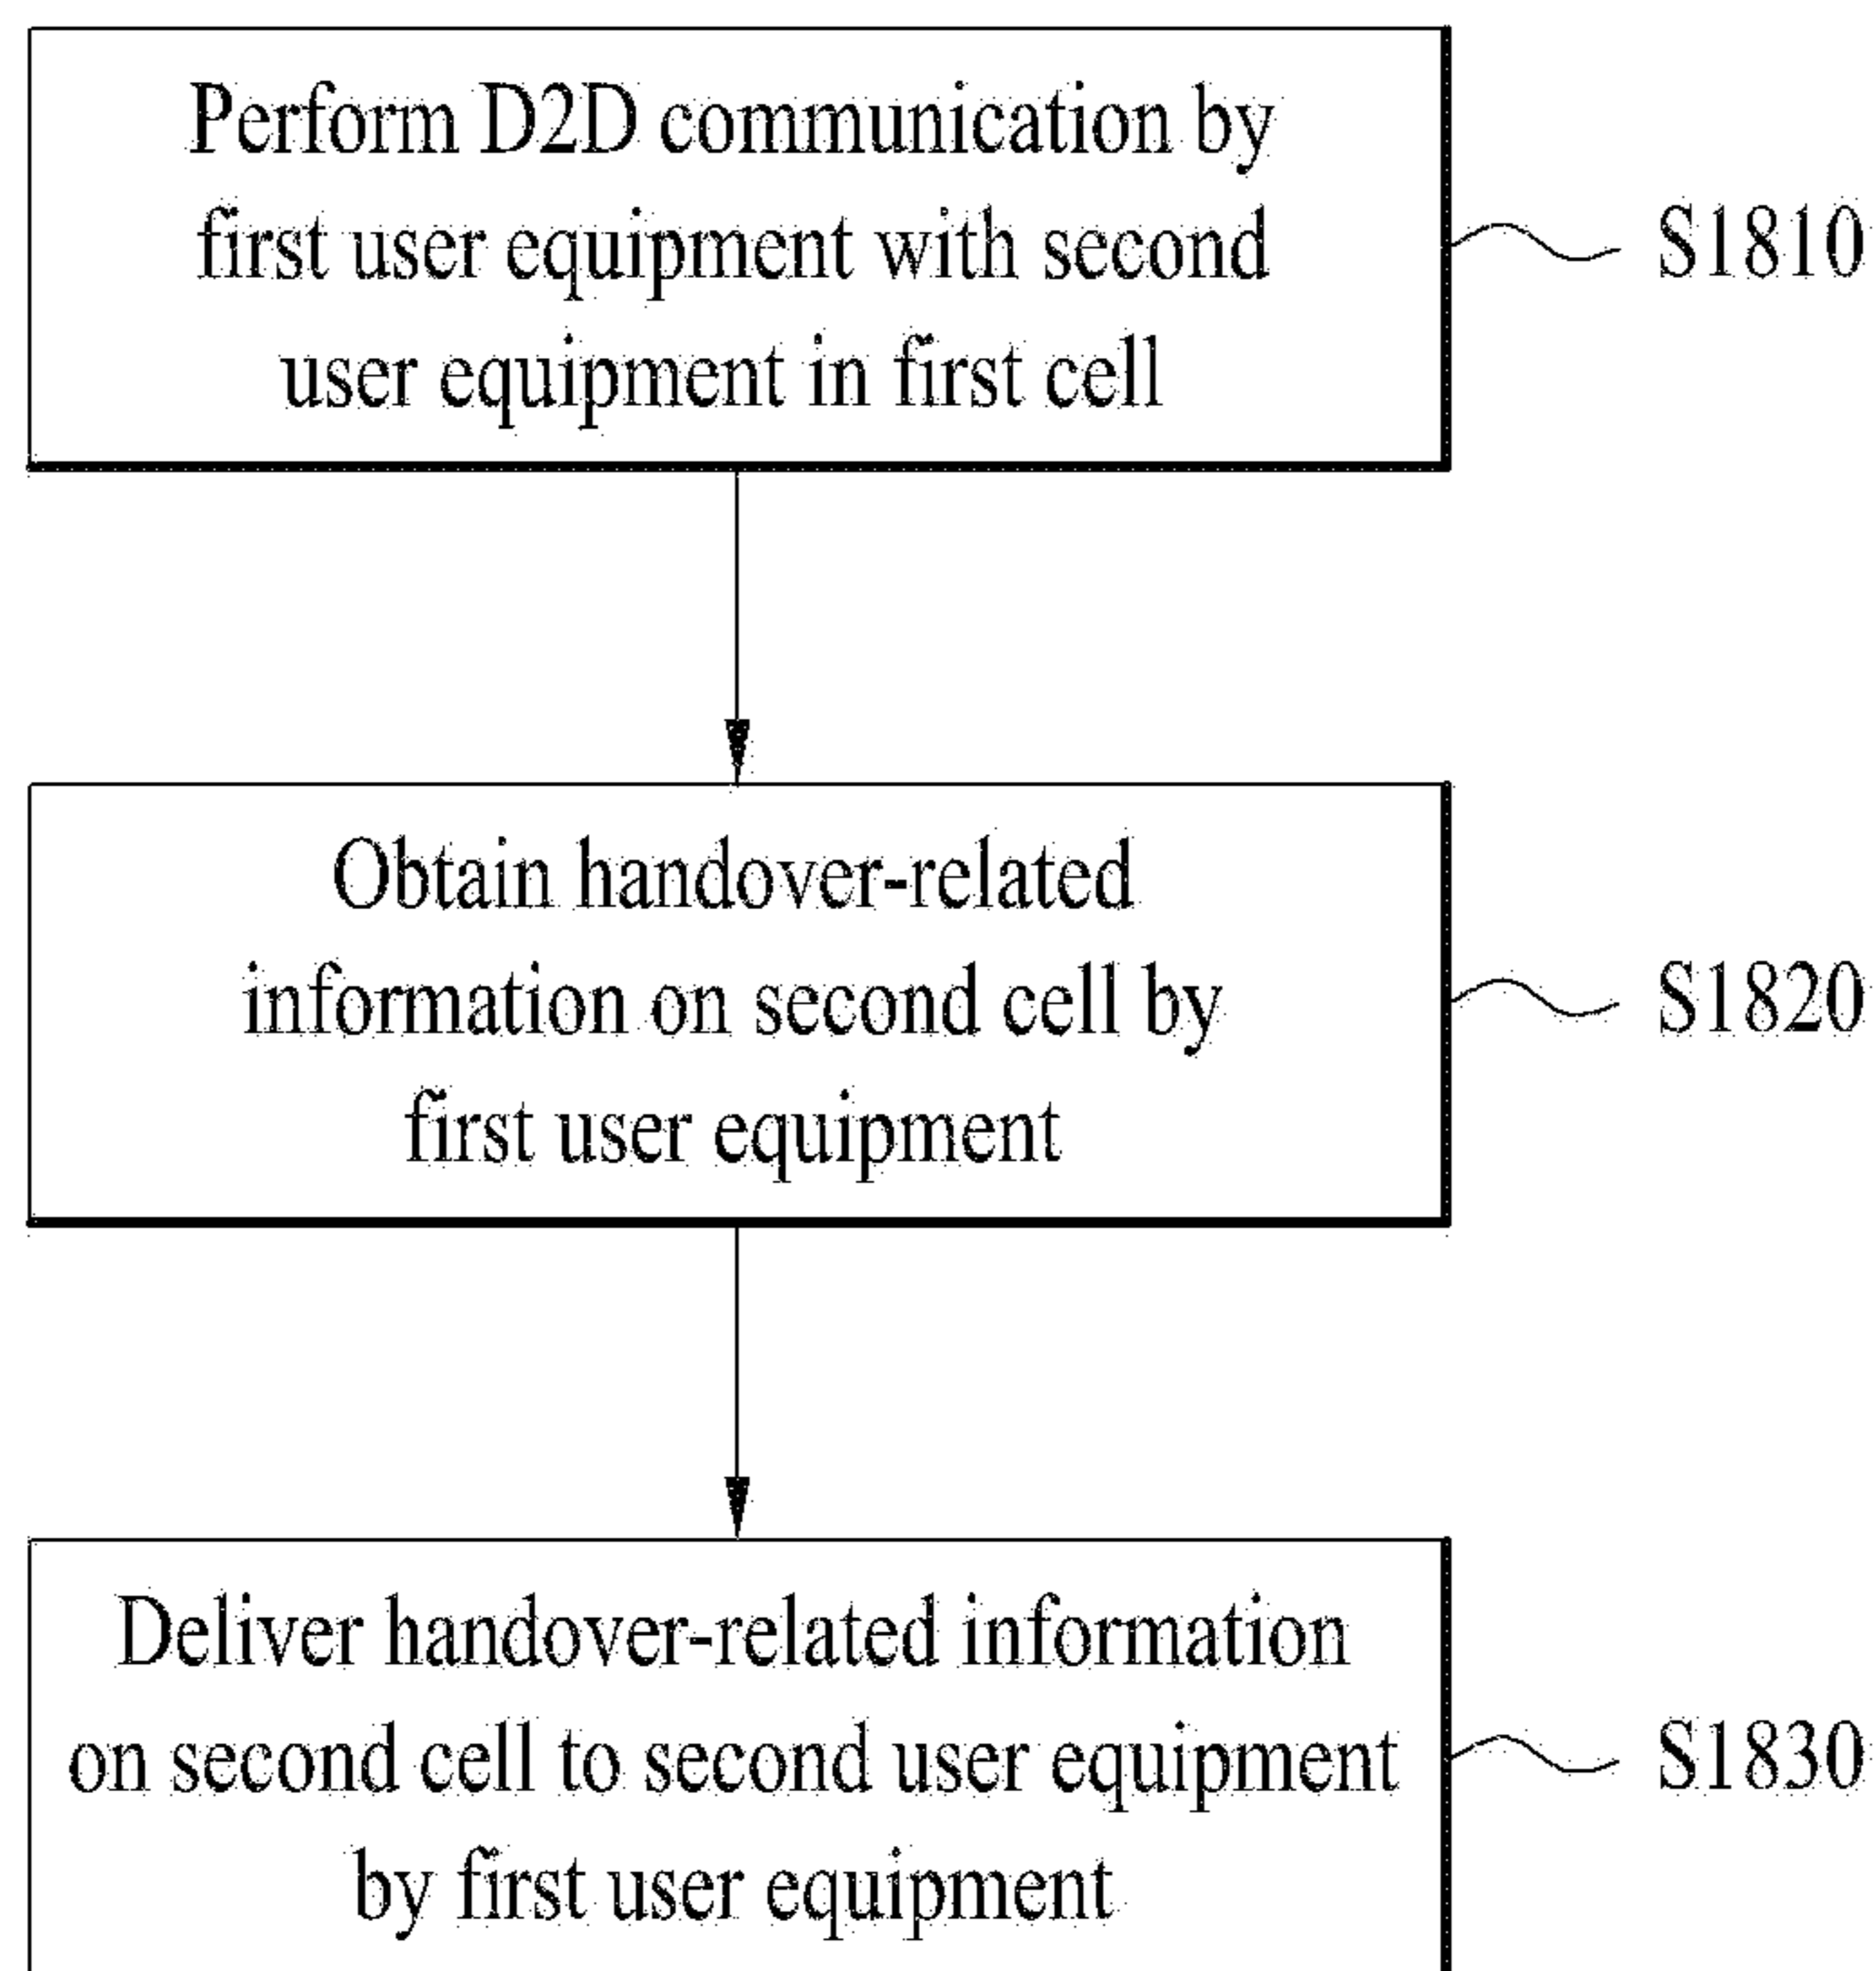 Perform D2D communication by
first user equipment with second
user equipment in first cell
S1810
Obtain handover-related
information on second cell by
first user equipment
S1820
Deliver handover-related information
on second cell to second user equipment
by first user equipment
S1830